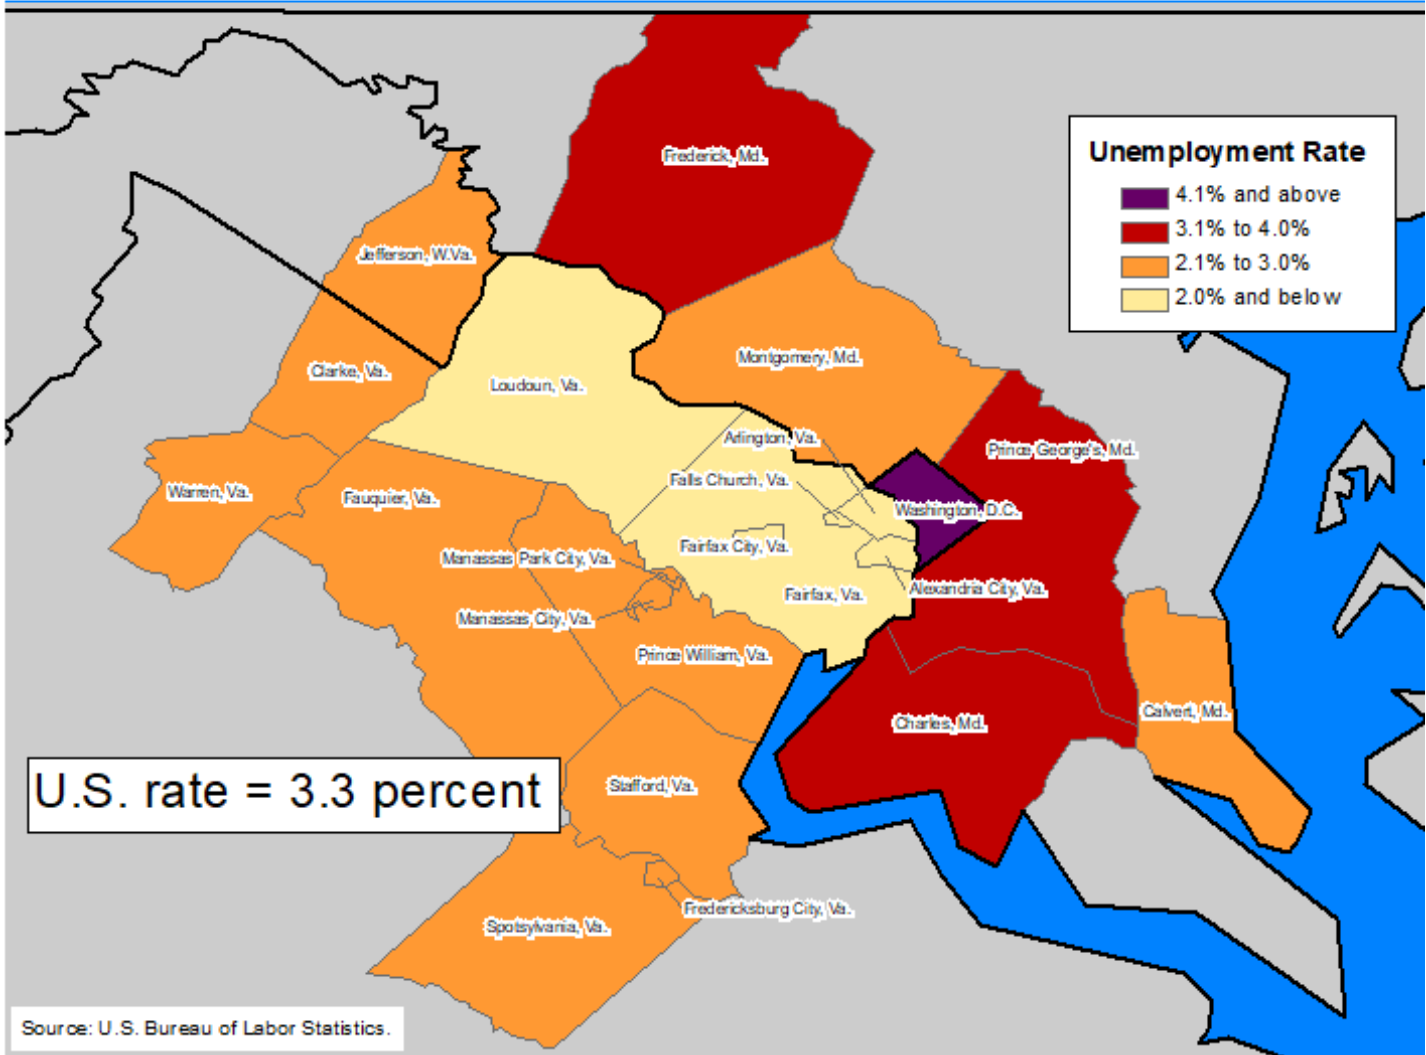 Frederick, Md.
Unemployment Rate
4.1% and above
3.1% to 4.0%
2.1% to 3.0%
2.0% and below
Jefferson, W.Va.
Montgomery, Md.
Clarke, Va.
Loudoun, Va.
Arlington, Va.
Prince George's, Md.
Falls Church, Va.
Warren, Va.
Fauquier, Va.
Washington, D.C.
Fairfax City, Va.
Manassas Park City, Va.
Alexandria City, Va.
Fairfax, Va.
Manassas City, Va.
Prince William, Va.
Calvert, Md.
Charles, Md.
Stafford, Va.
U.S. rate = 3.3 percent
Fredericksburg City, Va.
Spotsylvania, Va.
Source: U.S. Bureau of Labor Statistics.